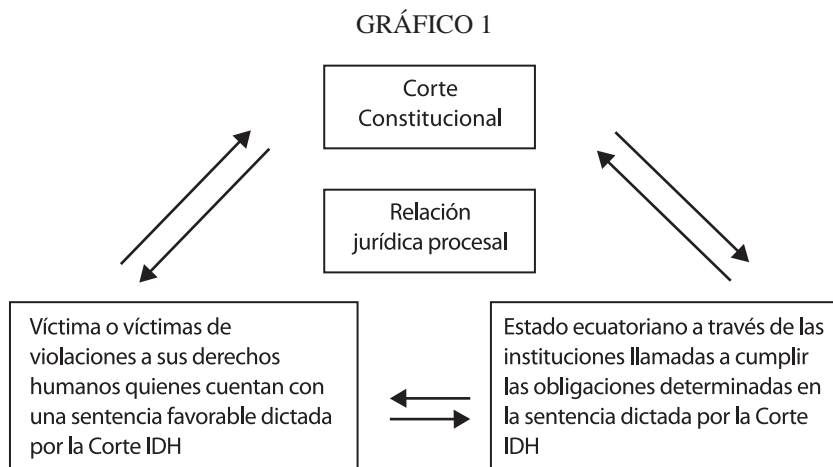 GRÁFICO 1
Corte
Constitucional
Relación
jurídica procesal
Víctima o víctimas de
violaciones a sus derechos
humanos quienes cuentan con
una sentencia favorable dictada
por la Corte IDH
Estado ecuatoriano a través de las
instituciones llamadas a cumplir
las obligaciones determinadas en
la sentencia dictada por la Corte
IDH